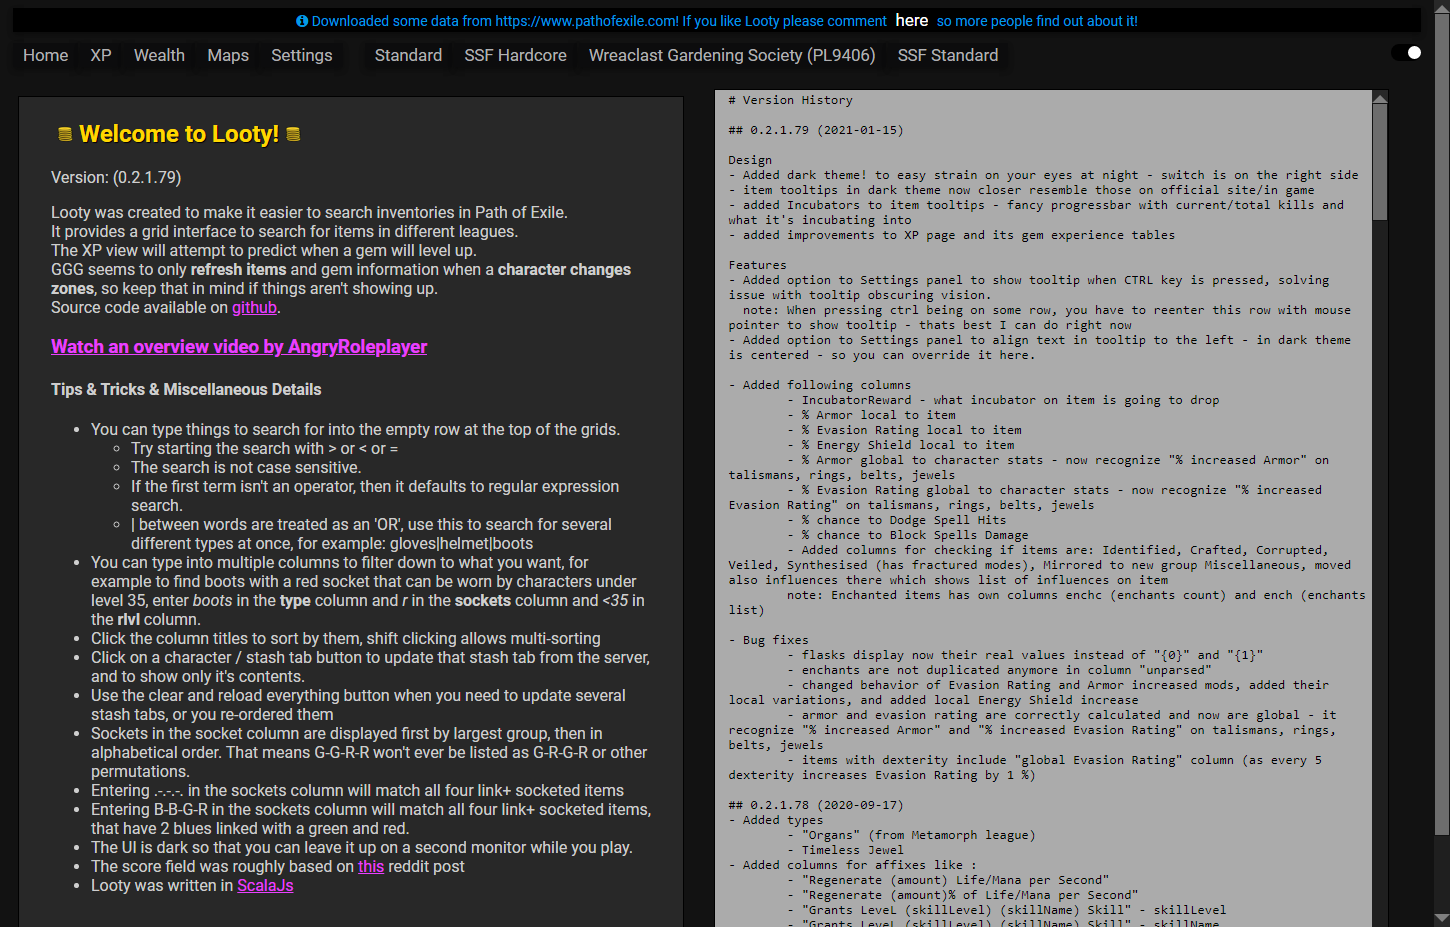 Downloaded some data from https://www.pathofexile.com! If you like Looty please comment here so more people find out about it!
Home XP Wealth Maps Settings Standard SSF Hardcore Wreaclast Gardening Society (PL9406) SSF Standard
Welcome to Looty!
Version: (0.2.1.79)
Looty was created to make it easier to search inventories in Path of Exile.
It provides a grid interface to search for items in different leagues.
The XP view will attempt to predict when a gem will level up.
GGG seems to only refresh items and gem information when a character changes
zones, so keep that in mind if things aren't showing up.
Source code available on github.
Watch an overview video by AngryRoleplayer
Tips & Tricks & Miscellaneous Details
• You can type things to search for into the empty row at the top of the grids.
◦ Try starting the search with > or < or =
◦ The search is not case sensitive.
◦ If the first term isn't an operator, then it defaults to regular expression
search.
◦ | between words are treated as an 'OR', use this to search for several
different types at once, for example: gloves|helmet|boots
• You can type into multiple columns to filter down to what you want, for
example to find boots with a red socket that can be worn by characters under
level 35, enter boots in the type column and r in the sockets column and <35 in
the rlvl column.
• Click the column titles to sort by them, shift clicking allows multi-sorting
• Click on a character / stash tab button to update that stash tab from the server,
and to show only it's contents.
• Use the clear and reload everything button when you need to update several
stash tabs, or you re-ordered them
• Sockets in the socket column are displayed first by largest group, then in
alphabetical order. That means G-G-R-R won't ever be listed as G-R-G-R or other
permutations.
• Entering .-.-.-. in the sockets column will match all four link+ socketed items
• Entering B-B-G-R in the sockets column will match all four link+ socketed items,
that have 2 blues linked with a green and red.
• The UI is dark so that you can leave it up on a second monitor while you play.
• The score field was roughly based on this reddit post
• Looty was written in ScalaJs
# Version History
## 0.2.1.79 (2021-01-15)
Design
- Added dark theme! to easy strain on your eyes at night - switch is on the right side
- item tooltips in dark theme now closer resemble those on official site/in game
- added Incubators to item tooltips - fancy progressbar with current/total kills and
what it's incubating into
- added improvements to XP page and its gem experience tables
Features
- Added option to Settings panel to show tooltip when CTRL key is pressed, solving
issue with tooltip obscuring vision.
note: When pressing ctrl being on some row, you have to reenter this row with mouse
pointer to show tooltip - thats best I can do right now
- Added option to Settings panel to align text in tooltip to the left - in dark theme
is centered - so you can override it here.
- Added following columns
- IncubatorReward - what incubator on item is going to drop
- % Armor local to item
- % Evasion Rating local to item
- % Energy Shield local to item
- % Armor global to character stats - now recognize "% increased Armor" on
talismans, rings, belts, jewels
- % Evasion Rating global to character stats - now recognize "% increased
Evasion Rating" on talismans, rings, belts, jewels
- % chance to Dodge Spell Hits
- % chance to Block Spells Damage
- Added columns for checking if items are: Identified, Crafted, Corrupted,
Veiled, Synthesised (has fractured modes), Mirrored to new group Miscellaneous, moved
also influences there which shows list of influences on item
note: Enchanted items has own columns enchc (enchants count) and ench (enchants
list)
- Bug fixes
- flasks display now their real values instead of "{0}" and "{1}"
- enchants are not duplicated anymore in column "unparsed"
- changed behavior of Evasion Rating and Armor increased mods, added their
local variations, and added local Energy Shield increase
- armor and evasion rating are correctly calculated and now are global - it
recognize "% increased Armor" and "% increased Evasion Rating" on talismans, rings,
belts, jewels
- items with dexterity include "global Evasion Rating" column (as every 5
dexterity increases Evasion Rating by 1 %)
## 0.2.1.78 (2020-09-17)
- Added types
- "Organs" (from Metamorph league)
- Timeless Jewel
- Added columns for affixes like :
- "Regenerate (amount) Life/Mana per Second"
- "Regenerate (amount)% of Life/Mana per Second"
- "Grants LeveL (skillLevel) (skillName) Skill" - skillLevel
- "Grants LeveL (skillLevel) (skillName) Skill" - skillName